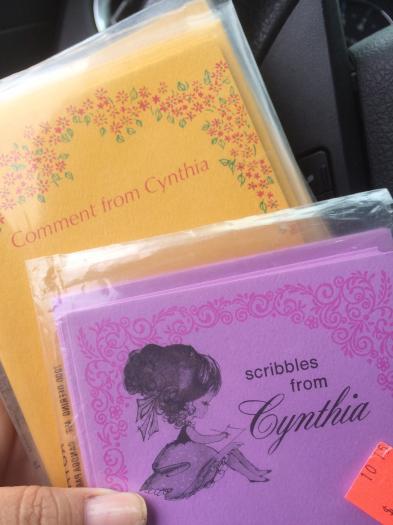 Comment from Cynthia
scribbles
from
Cynthia